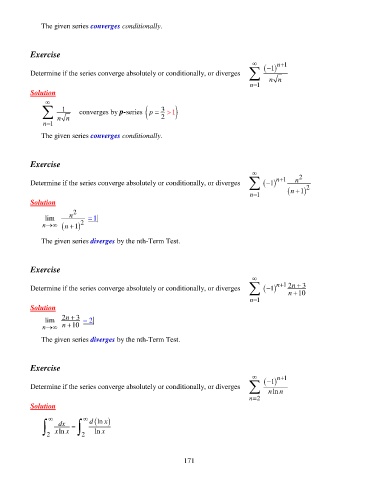 The given series converges conditionally.
Exercise
Determine if the series converge absolutely or conditionally, or diverges $\sum_{n=1}^{\infty} \frac{(-1)^{n+1}}{n\sqrt{n}}$
Solution
$\sum_{n=1}^{\infty} \frac{1}{n\sqrt{n}}$ converges by p-series $\left(p = \frac{3}{2} > 1\right)$
The given series converges conditionally.
Exercise
Determine if the series converge absolutely or conditionally, or diverges $\sum_{n=1}^{\infty} (-1)^{n+1} \frac{n^2}{(n+1)^2}$
Solution
$\lim_{n\to\infty} \frac{n^2}{(n+1)^2} = 1$
The given series diverges by the nth-Term Test.
Exercise
Determine if the series converge absolutely or conditionally, or diverges $\sum_{n=1}^{\infty} (-1)^{n+1} \frac{2n+3}{n+10}$
Solution
$\lim_{n\to\infty} \frac{2n+3}{n+10} = 2$
The given series diverges by the nth-Term Test.
Exercise
Determine if the series converge absolutely or conditionally, or diverges $\sum_{n=2}^{\infty} \frac{(-1)^{n+1}}{n \ln n}$
Solution
$\int_{2}^{\infty} \frac{dx}{x \ln x} = \int_{2}^{\infty} \frac{d(\ln x)}{\ln x}$
171